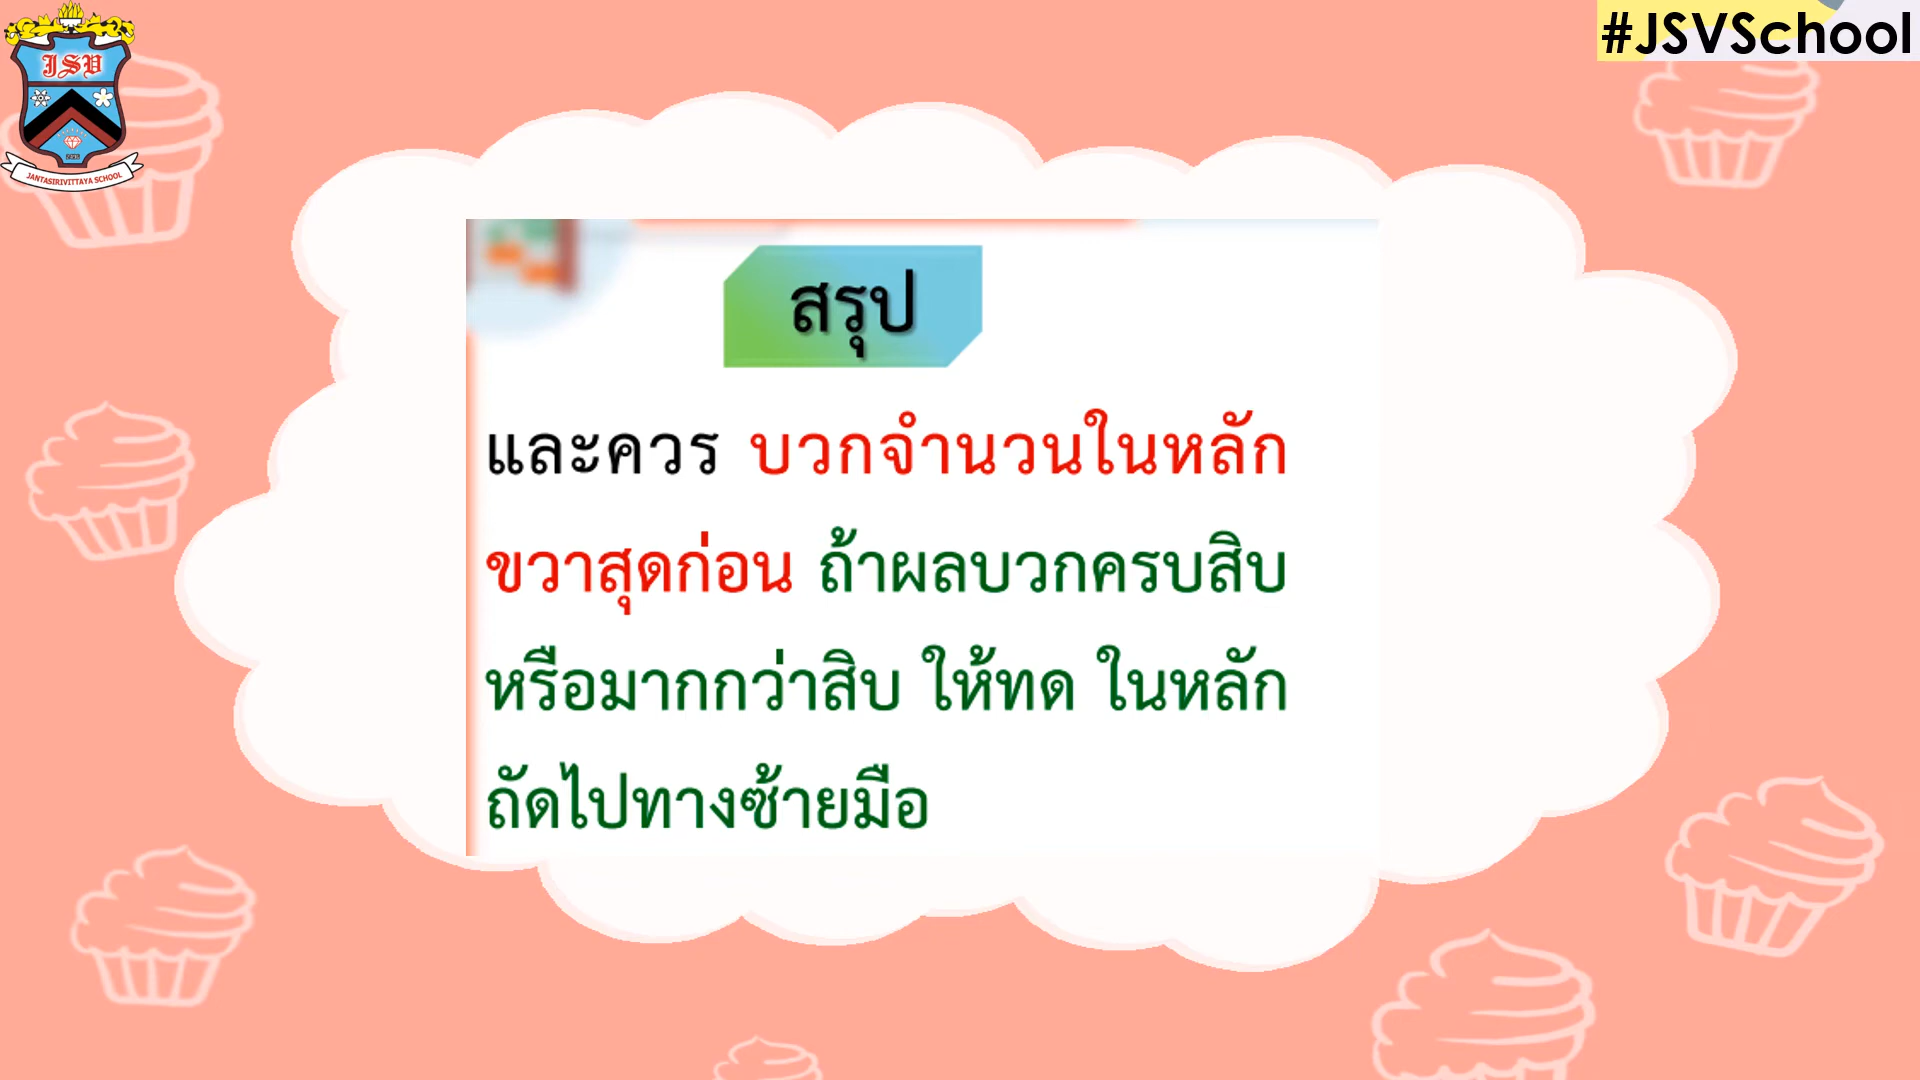 #JSVSchool
JSV
JANTASIRIVITTAYA SCHOOL
สรุป
และควร บวกจำนวนในหลัก
ขวาสุดก่อน ถ้าผลบวกครบสิบ
หรือมากกว่าสิบ ให้ทด ในหลัก
ถัดไปทางซ้ายมือ